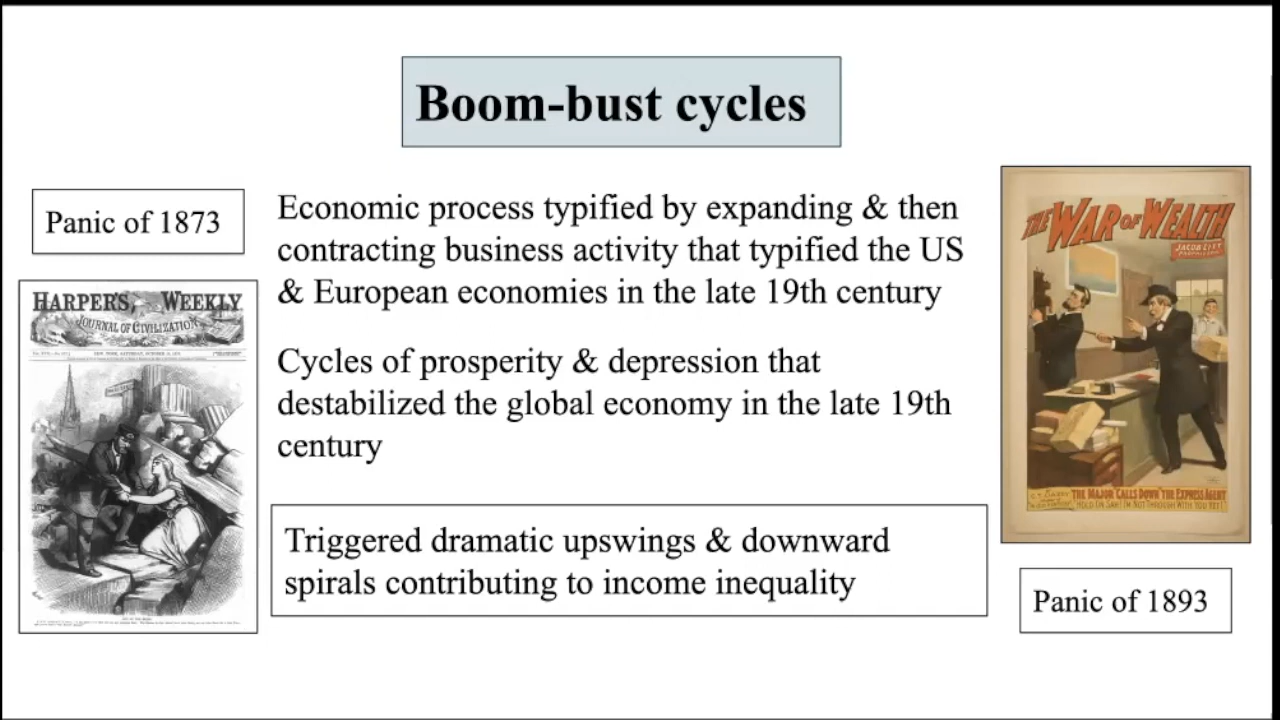 Boom-bust cycles
Panic of 1873
HARPER'S WEEKLY
JOURNAL OF CIVILIZATION
Economic process typified by expanding & then
contracting business activity that typified the US
& European economies in the late 19th century
Cycles of prosperity & depression that
destabilized the global economy in the late 19th
century
Triggered dramatic upswings & downward
spirals contributing to income inequality
THE WAR OF WEALTH
JACOB LITT
PROPRIETOR
THE MAJOR "CALLS DOWN" THE EXPRESS AGENT
Panic of 1893